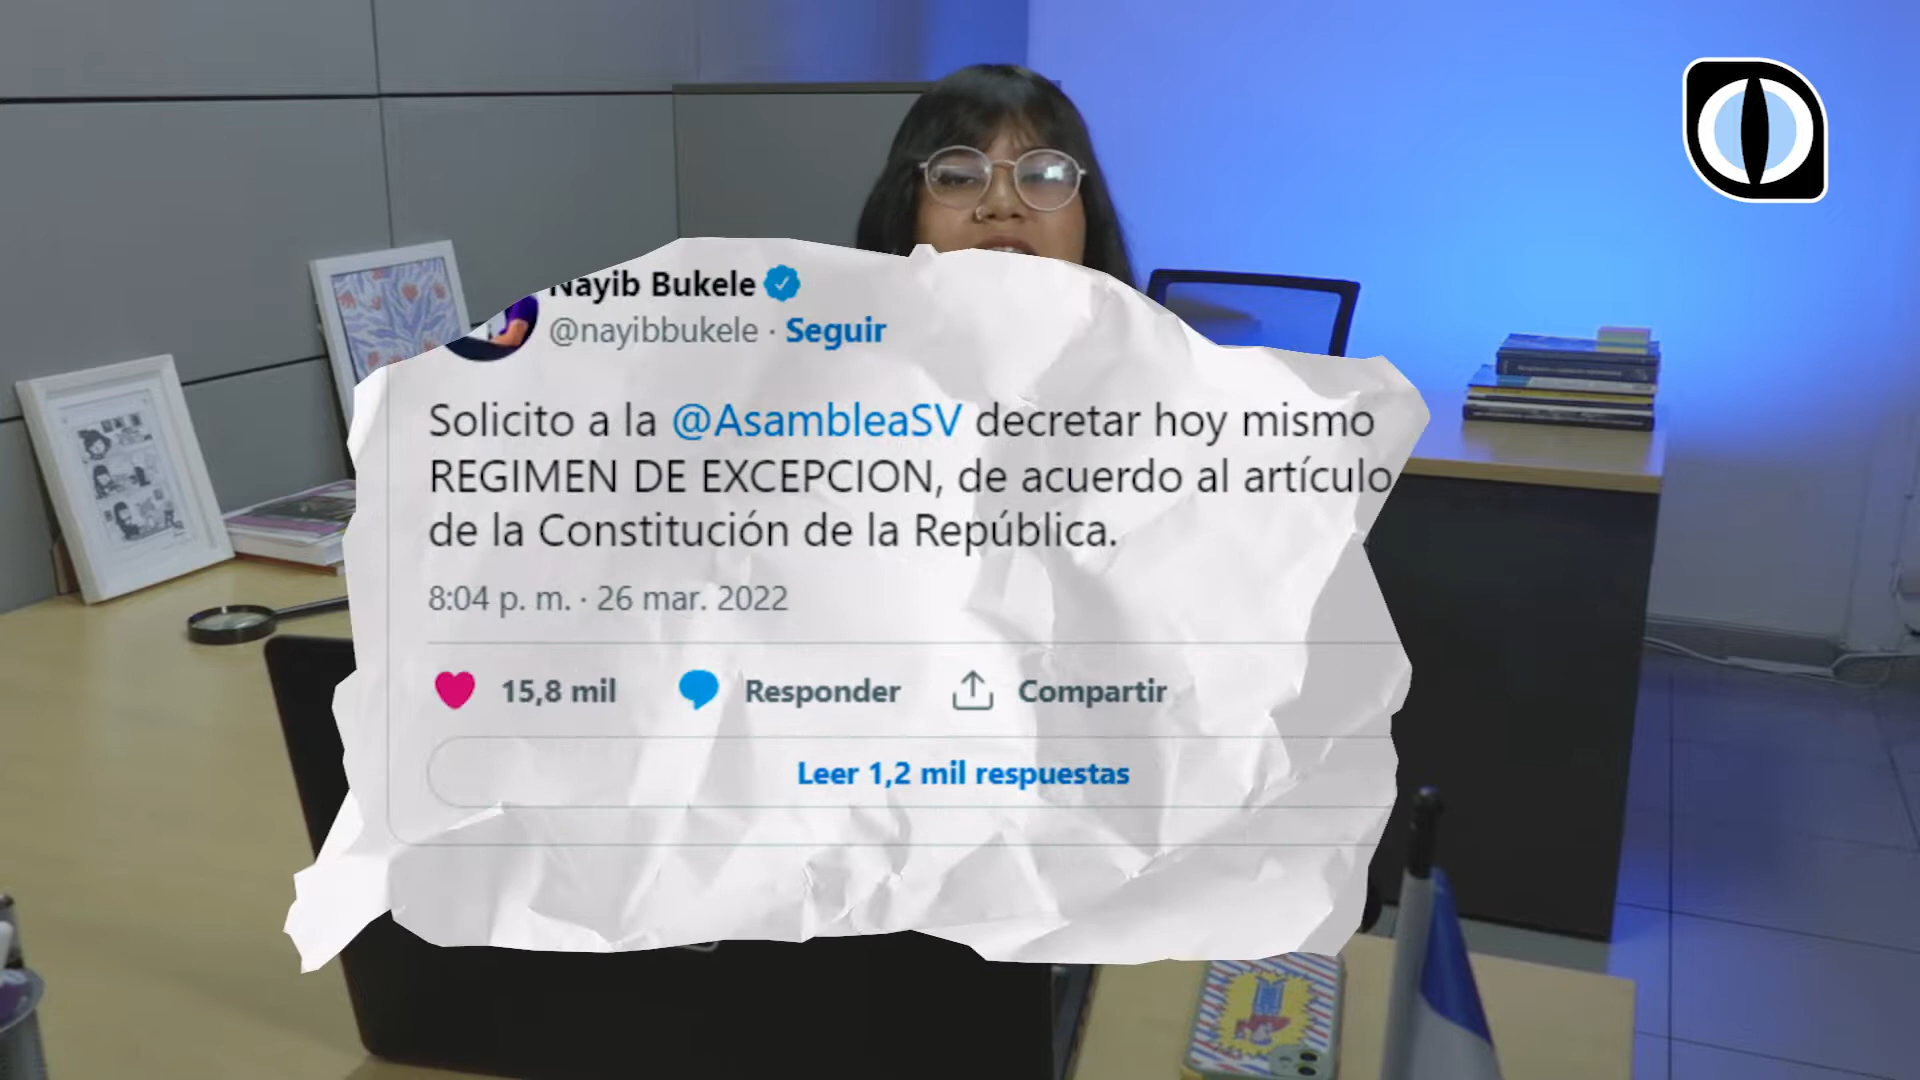 Nayib Bukele
@nayibbukele · Seguir
Solicito a la @AsambleaSV decretar hoy mismo
REGIMEN DE EXCEPCION, de acuerdo al artículo
de la Constitución de la República.
8:04 p. m. · 26 mar. 2022
15,8 mil Responder Compartir
Leer 1,2 mil respuestas